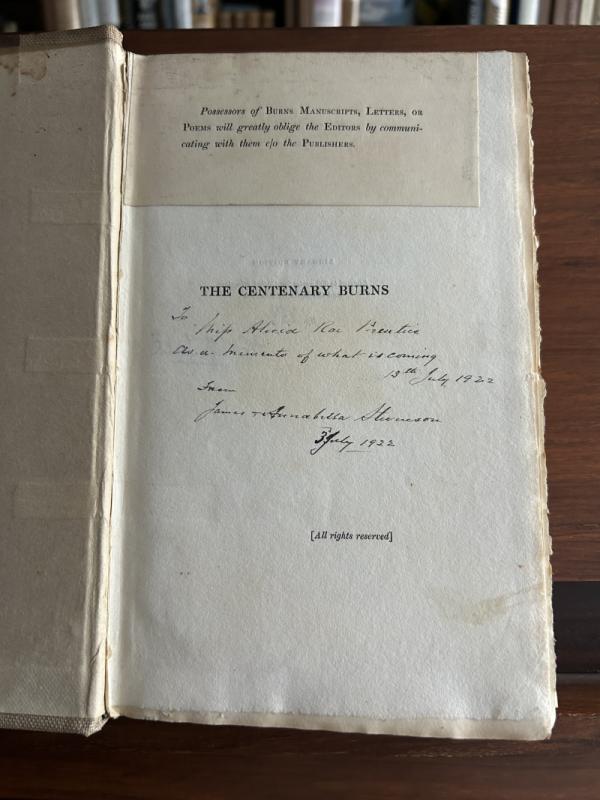 Possessors of BURNS MANUSCRIPTS, LETTERS, OR
POEMS will greatly oblige the EDITORS by communi-
cating with them c/o the PUBLISHERS.
THE CENTENARY BURNS
To
Miss Rae Prentice
As a Memento of what is coming
13th July 1922
From
James & Annabella Stevenson
3 July 1922
[All rights reserved]